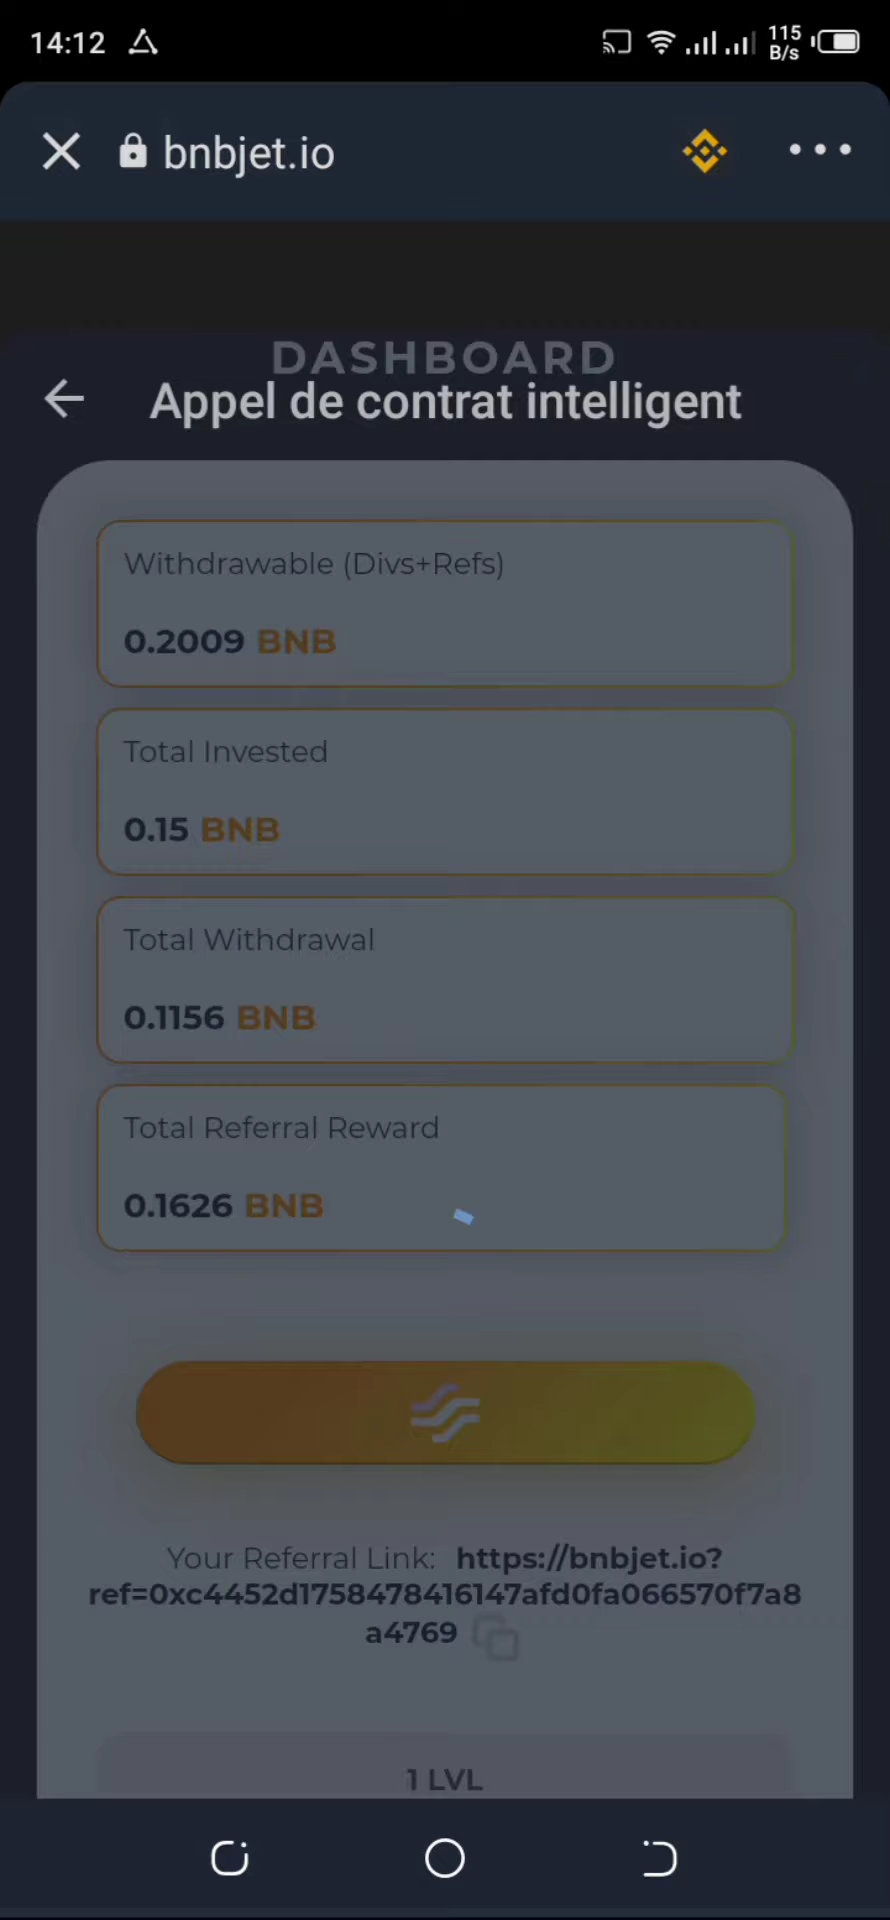 14:12
115
B/s
bnbjet.io
DASHBOARD
Appel de contrat intelligent
Withdrawable (Divs+Refs)
0.2009 BNB
Total Invested
0.15 BNB
Total Withdrawal
0.1156 BNB
Total Referral Reward
0.1626 BNB
Your Referral Link: https://bnbjet.io?
ref=0xc4452d1758478416147afd0fa066570f7a8
a4769
1 LVL